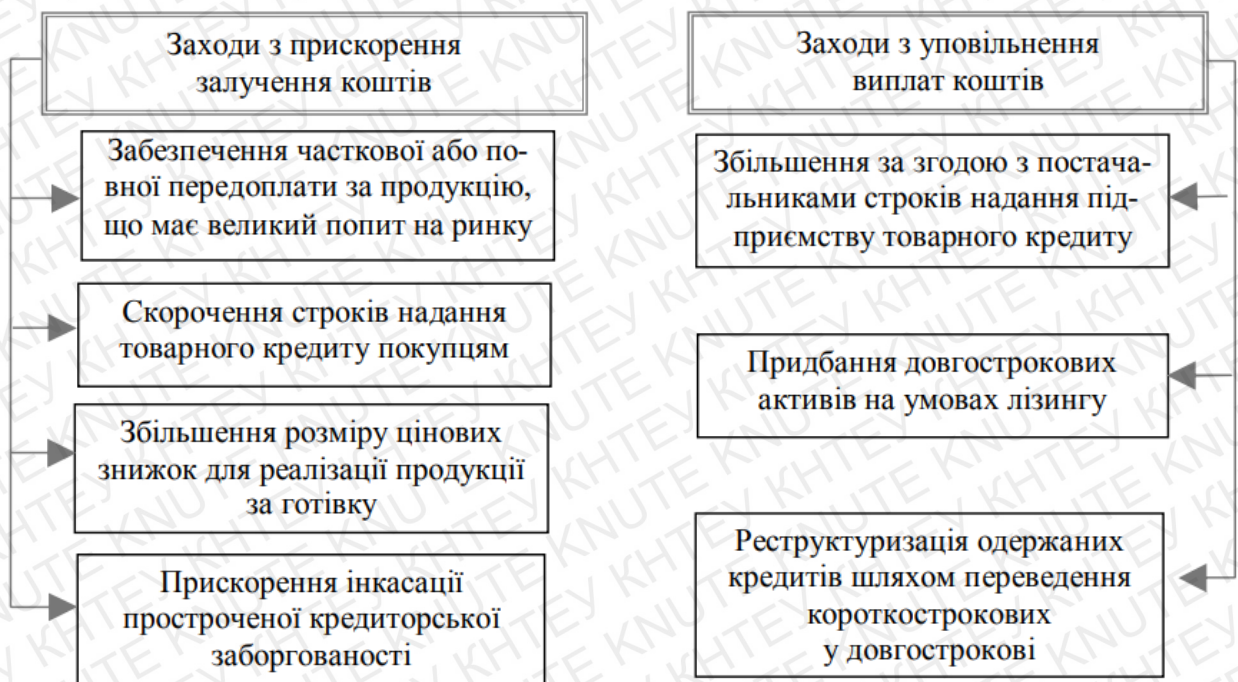 Заходи з прискорення
залучення коштів
Забезпечення часткової або по-
вної передоплати за продукцію,
що має великий попит на ринку
Скорочення строків надання
товарного кредиту покупцям
Збільшення розміру цінових
знижок для реалізації продукції
за готівку
Прискорення інкасації
простроченої кредиторської
заборгованості
Заходи з уповільнення
виплат коштів
Збільшення за згодою з постача-
льниками строків надання під-
приємству товарного кредиту
Придбання довгострокових
активів на умовах лізингу
Реструктуризація одержаних
кредитів шляхом переведення
короткострокових
у довгострокові